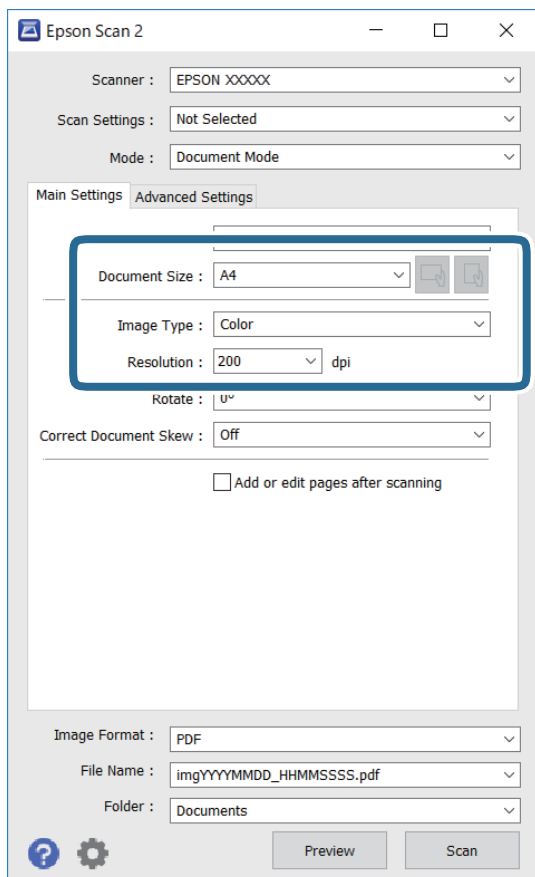 Epson Scan 2
Scanner : EPSON XXXXX
Scan Settings : Not Selected
Mode : Document Mode
Main Settings Advanced Settings
Document Size : A4
Image Type : Color
Resolution : 200 dpi
Rotate : 0º
Correct Document Skew : Off
Add or edit pages after scanning
Image Format : PDF
File Name : imgYYYYMMDD_HHMMSSSS.pdf
Folder : Documents
? Preview Scan